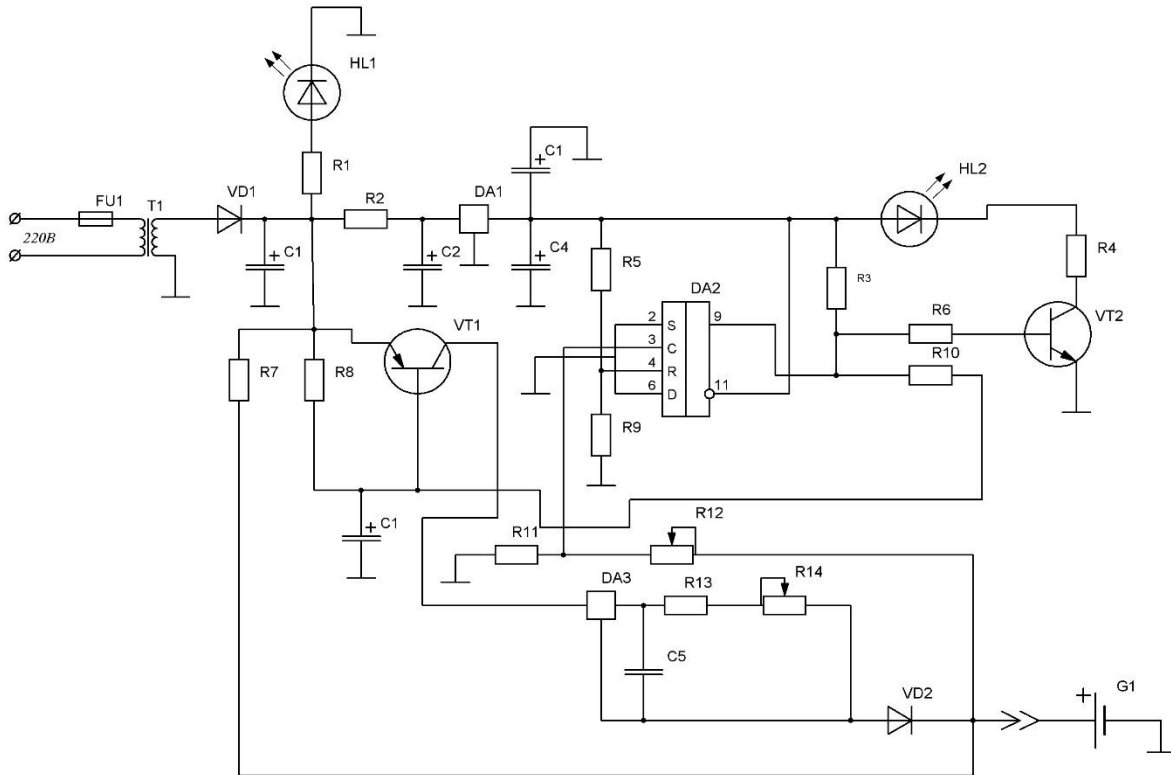 HL1
R1
C1
HL2
FU1
T1
VD1
R2
DA1
220В
C1
C2
C4
R5
R3
R4
DA2
VT1
2 S 9
3 C
4 R
6 D 11
R6
VT2
R10
R7
R8
R9
C1
R11
R12
DA3
R13
R14
C5
VD2
G1